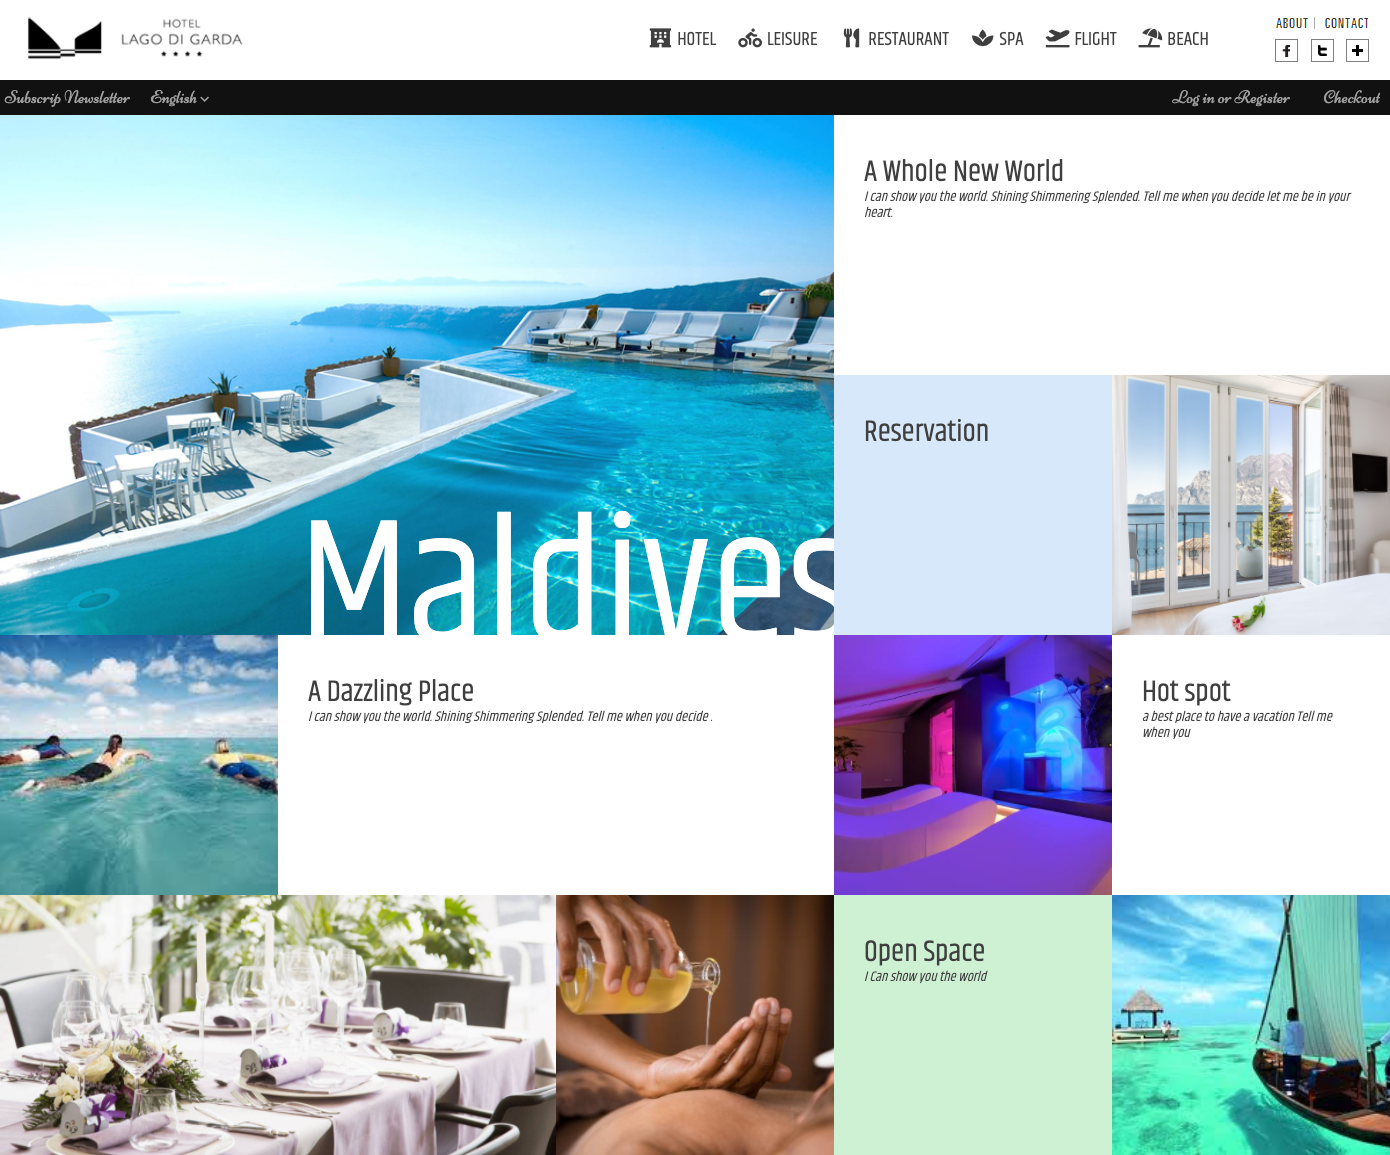 HOTEL
LAGO DI GARDA
HOTEL LEISURE RESTAURANT SPA FLIGHT BEACH
ABOUT | CONTACT
Subscrip Newsletter English
Log in or Register Checkout
A Whole New World
I can show you the world. Shining Shimmering Splended. Tell me when you decide let me be in your
heart.
Reservation
Maldives
A Dazzling Place
I can show you the world. Shining Shimmering Splended. Tell me when you decide .
Hot spot
a best place to have a vacation Tell me
when you
Open Space
I Can show you the world